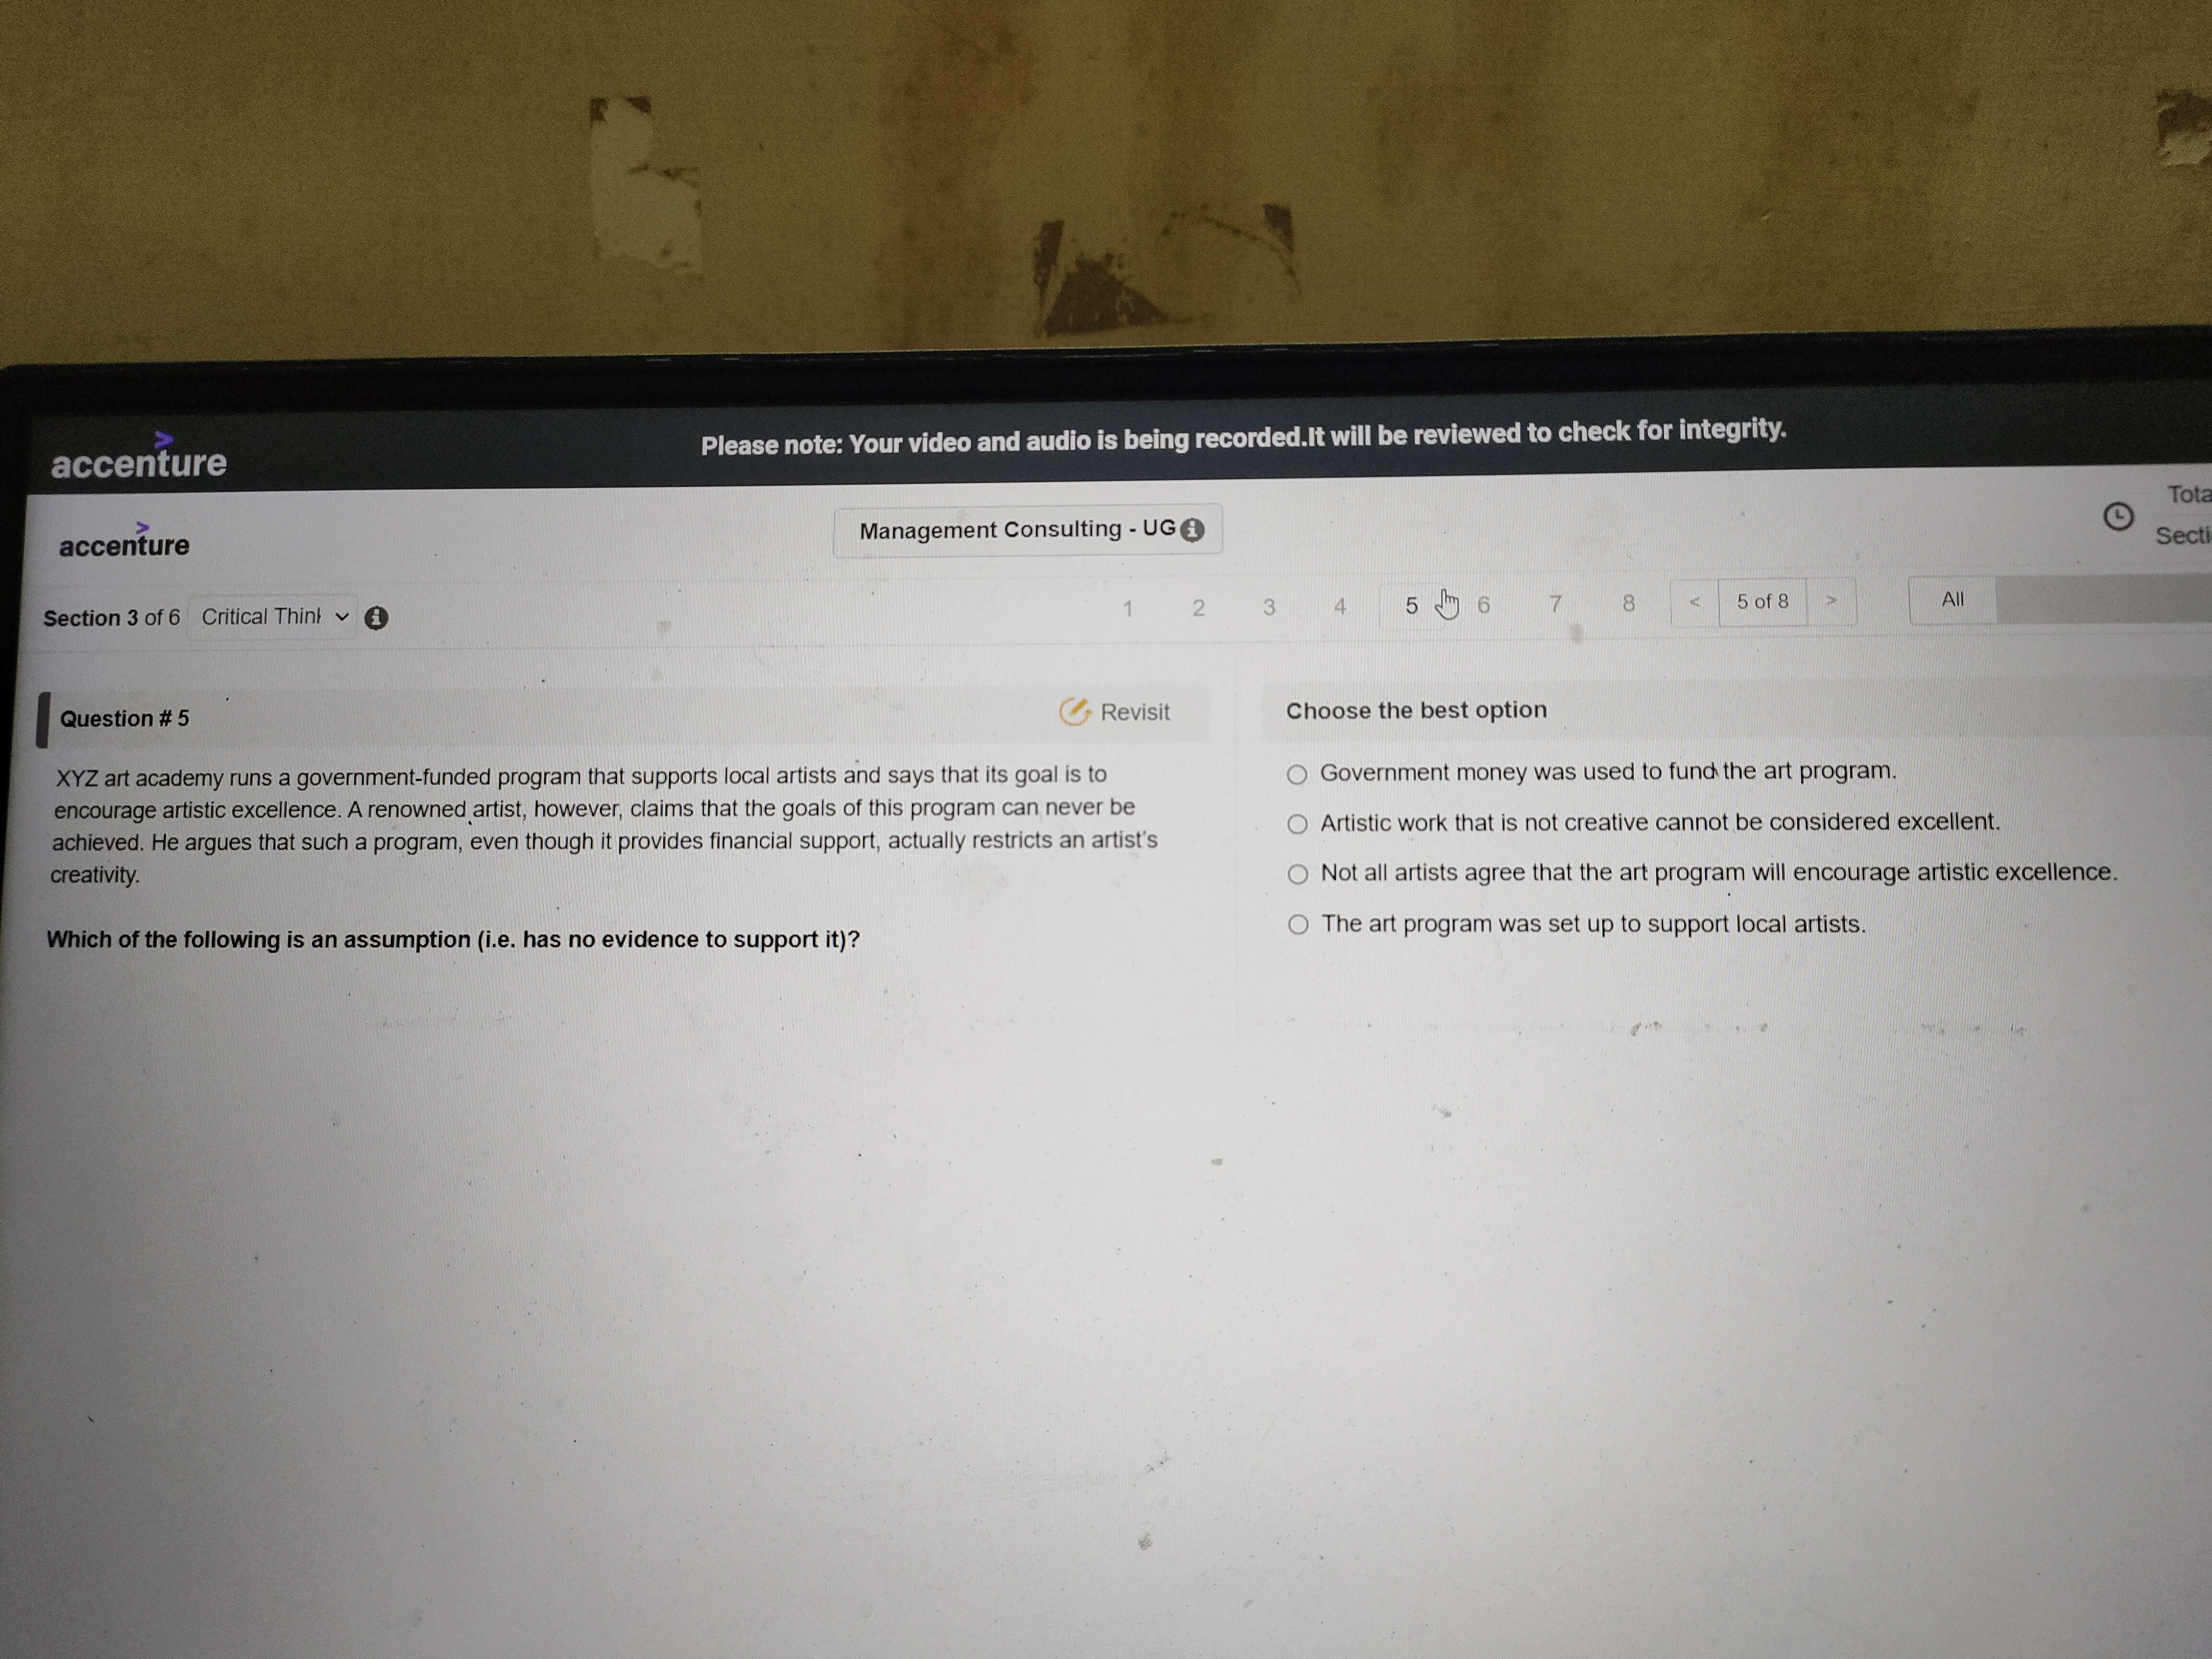 accenture
Please note: Your video and audio is being recorded.It will be reviewed to check for integrity.
accenture
Management Consulting - UG
Section 3 of 6
1 2 3 4 5 6 7 8
< 5 of 8 >
All
Question # 5
Revisit
XYZ art academy runs a government-funded program that supports local artists and says that its goal is to
encourage artistic excellence. A renowned artist, however, claims that the goals of this program can never be
achieved. He argues that such a program, even though it provides financial support, actually restricts an artist's
creativity.
Which of the following is an assumption (i.e. has no evidence to support it)?
Choose the best option
Government money was used to fund the art program.
Artistic work that is not creative cannot be considered excellent.
Not all artists agree that the art program will encourage artistic excellence.
The art program was set up to support local artists.